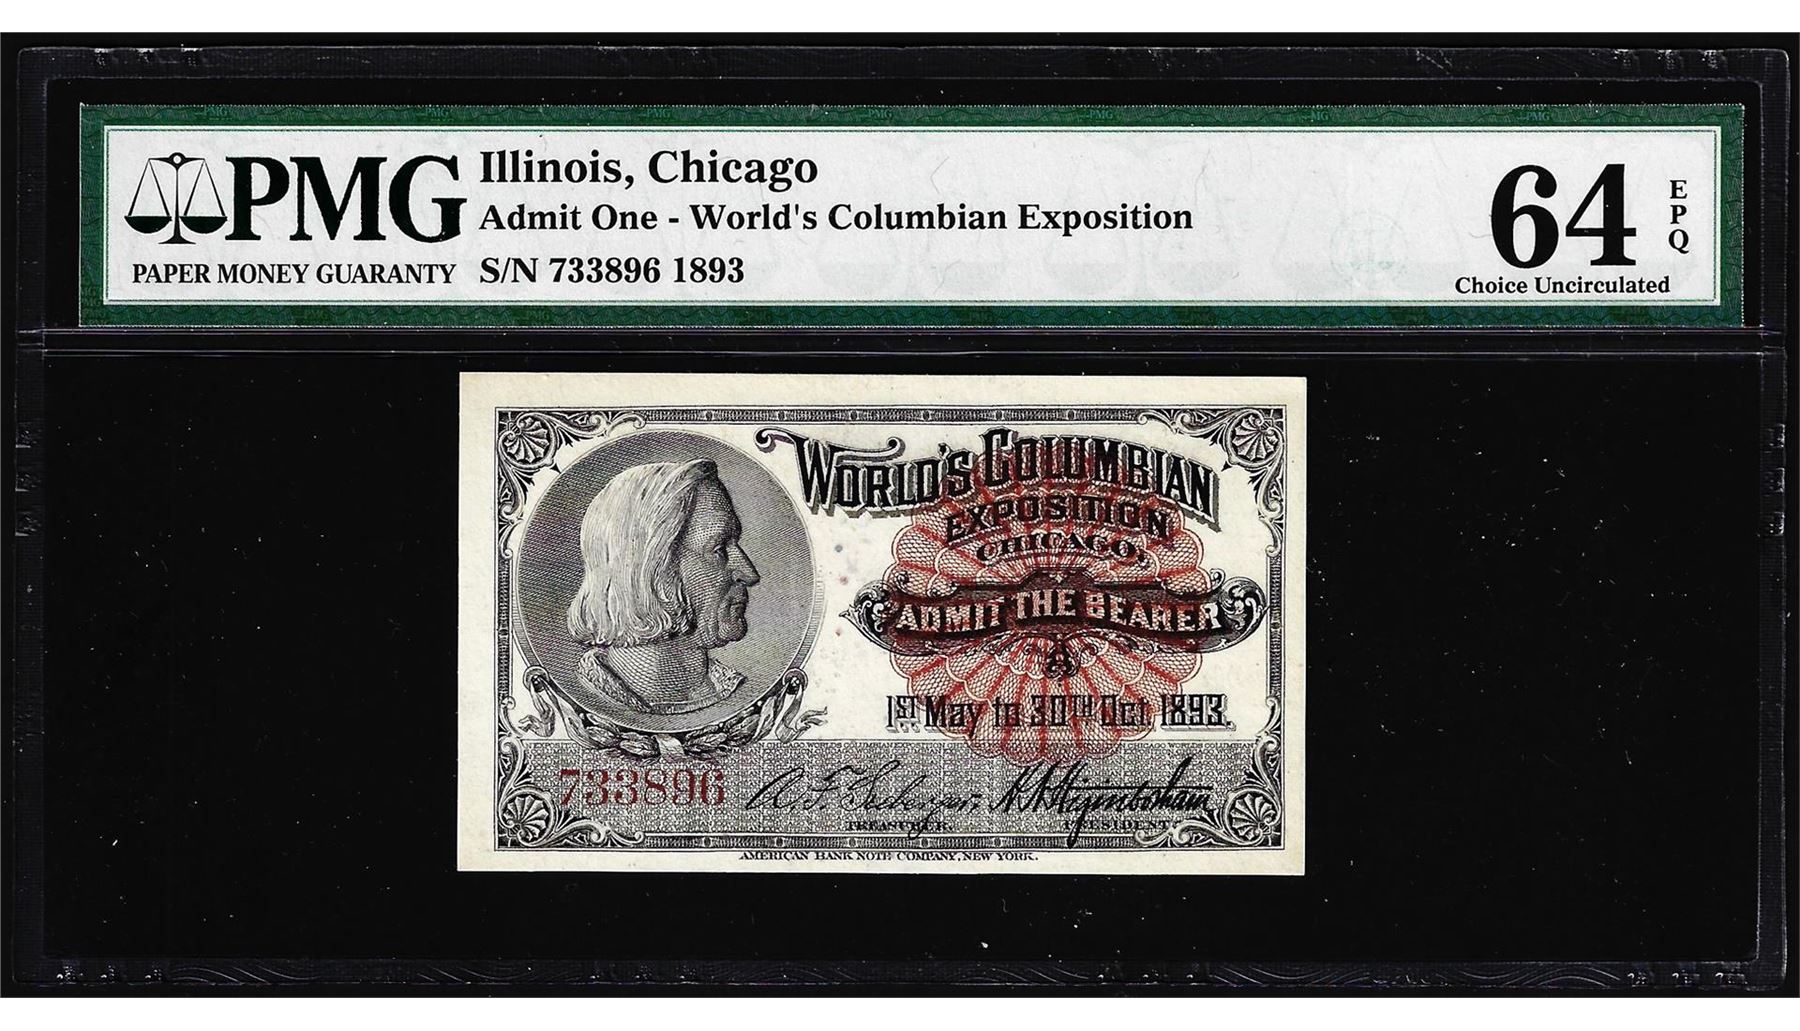 PMG
PAPER MONEY GUARANTY
Illinois, Chicago
Admit One - World's Columbian Exposition
S/N 733896 1893
64
EPQ
Choice Uncirculated
WORLD'S COLUMBIAN
EXPOSITION
CHICAGO,
ADMIT THE BEARER
1ST May to 30TH Oct. 1893.
733896
A. F. Seeberger, H. N. Higinbotham
TREASURER. PRESIDENT
AMERICAN BANK NOTE COMPANY, NEW YORK.